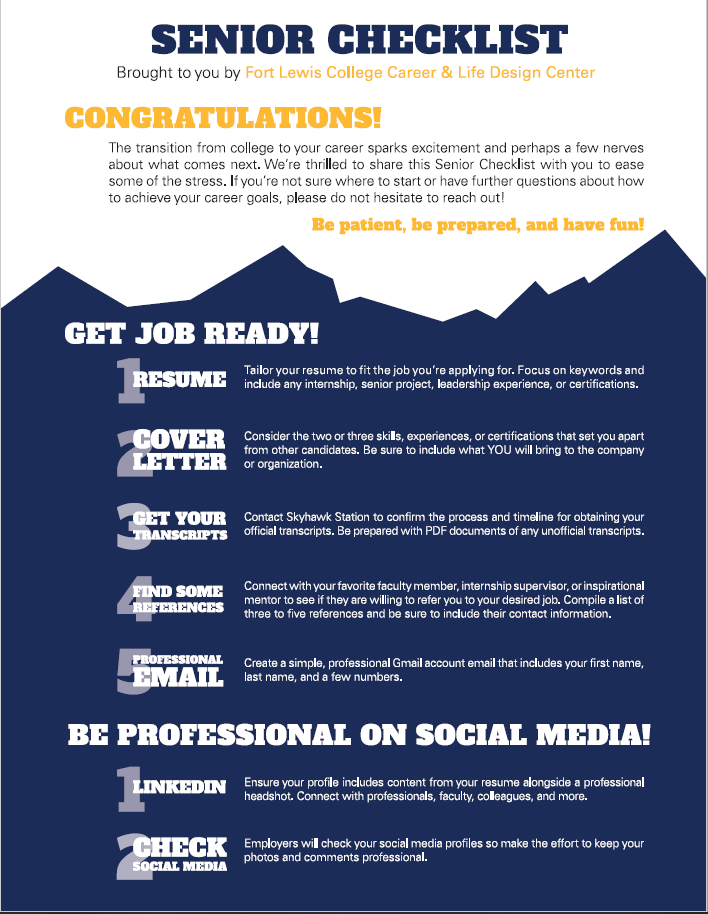 SENIOR CHECKLIST
Brought to you by Fort Lewis College Career & Life Design Center
CONGRATULATIONS!
The transition from college to your career sparks excitement and perhaps a few nerves
about what comes next. We're thrilled to share this Senior Checklist with you to ease
some of the stress. If you're not sure where to start or have further questions about how
to achieve your career goals, please do not hesitate to reach out!
Be patient, be prepared, and have fun!
GET JOB READY!
1
RESUME
Tailor your resume to fit the job you're applying for. Focus on keywords and
include any internship, senior project, leadership experience, or certifications.
2
COVER
LETTER
Consider the two or three skills, experiences, or certifications that set you apart
from other candidates. Be sure to include what YOU will bring to the company
or organization.
3
GET YOUR
TRANSCRIPTS
Contact Skyhawk Station to confirm the process and timeline for obtaining your
official transcripts. Be prepared with PDF documents of any unofficial transcripts.
4
FIND SOME
REFERENCES
Connect with your favorite faculty member, internship supervisor, or inspirational
mentor to see if they are willing to refer you to your desired job. Compile a list of
three to five references and be sure to include their contact information.
5
PROFESSIONAL
EMAIL
Create a simple, professional Gmail account email that includes your first name,
last name, and a few numbers.
BE PROFESSIONAL ON SOCIAL MEDIA!
1
LINKEDIN
Ensure your profile includes content from your resume alongside a professional
headshot. Connect with professionals, faculty, colleagues, and more.
2
CHECK
SOCIAL MEDIA
Employers will check your social media profiles so make the effort to keep your
photos and comments professional.